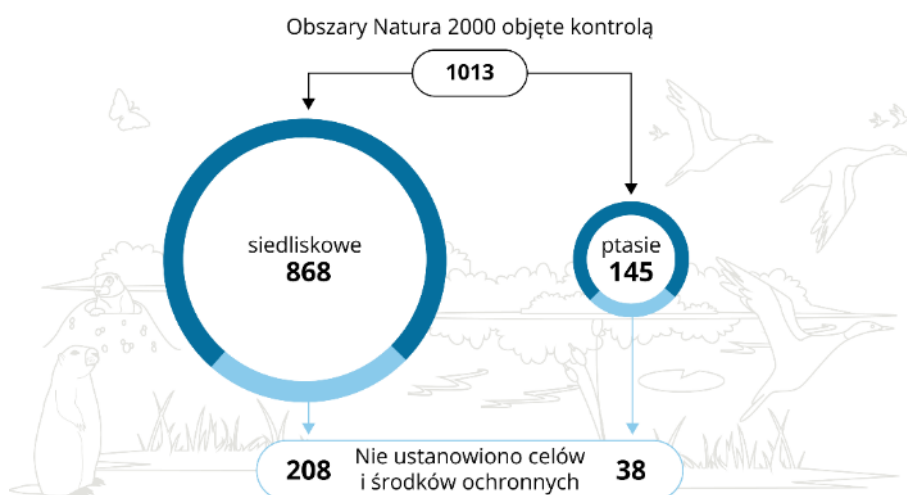 Obszary Natura 2000 objęte kontrolą
1013
siedliskowe
868
ptasie
145
208
Nie ustanowiono celów
i środków ochronnych
38